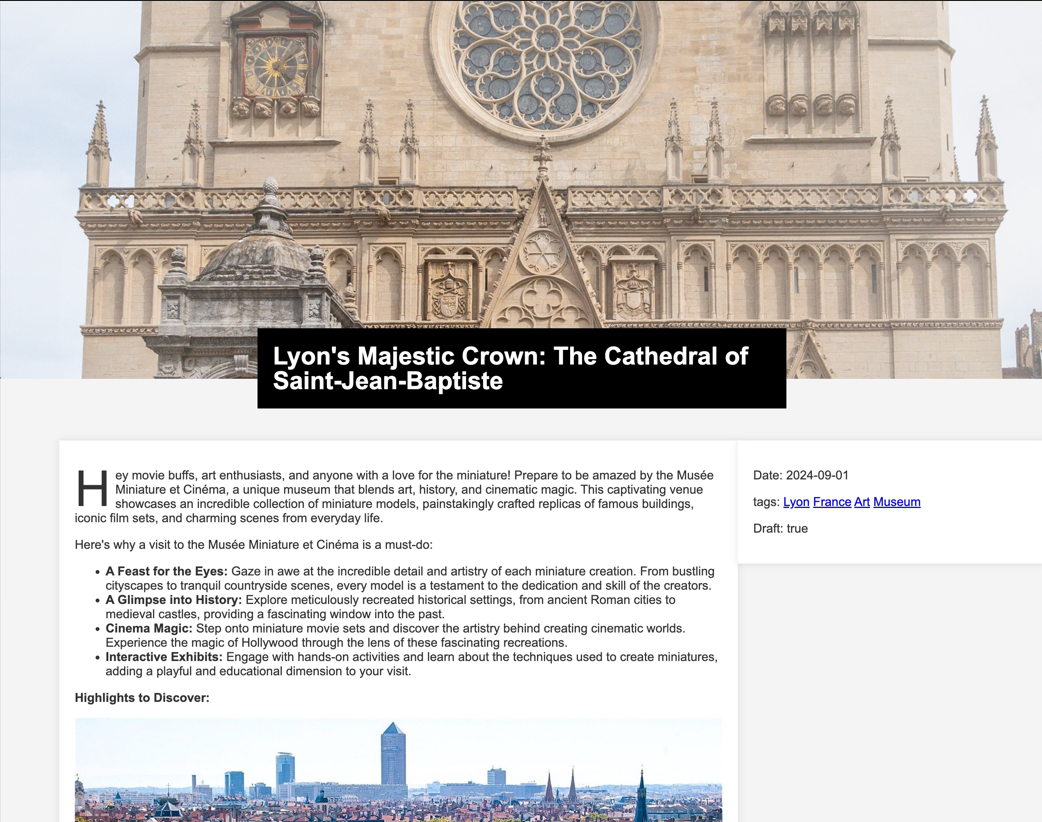 Lyon's Majestic Crown: The Cathedral of
Saint-Jean-Baptiste
Hey movie buffs, art enthusiasts, and anyone with a love for the miniature! Prepare to be amazed by the Musée
Miniature et Cinéma, a unique museum that blends art, history, and cinematic magic. This captivating venue
showcases an incredible collection of miniature models, painstakingly crafted replicas of famous buildings,
iconic film sets, and charming scenes from everyday life.
Here's why a visit to the Musée Miniature et Cinéma is a must-do:
• A Feast for the Eyes: Gaze in awe at the incredible detail and artistry of each miniature creation. From bustling
cityscapes to tranquil countryside scenes, every model is a testament to the dedication and skill of the creators.
• A Glimpse into History: Explore meticulously recreated historical settings, from ancient Roman cities to
medieval castles, providing a fascinating window into the past.
• Cinema Magic: Step onto miniature movie sets and discover the artistry behind creating cinematic worlds.
Experience the magic of Hollywood through the lens of these fascinating recreations.
• Interactive Exhibits: Engage with hands-on activities and learn about the techniques used to create miniatures,
adding a playful and educational dimension to your visit.
Highlights to Discover:
Date: 2024-09-01
tags: Lyon France Art Museum
Draft: true